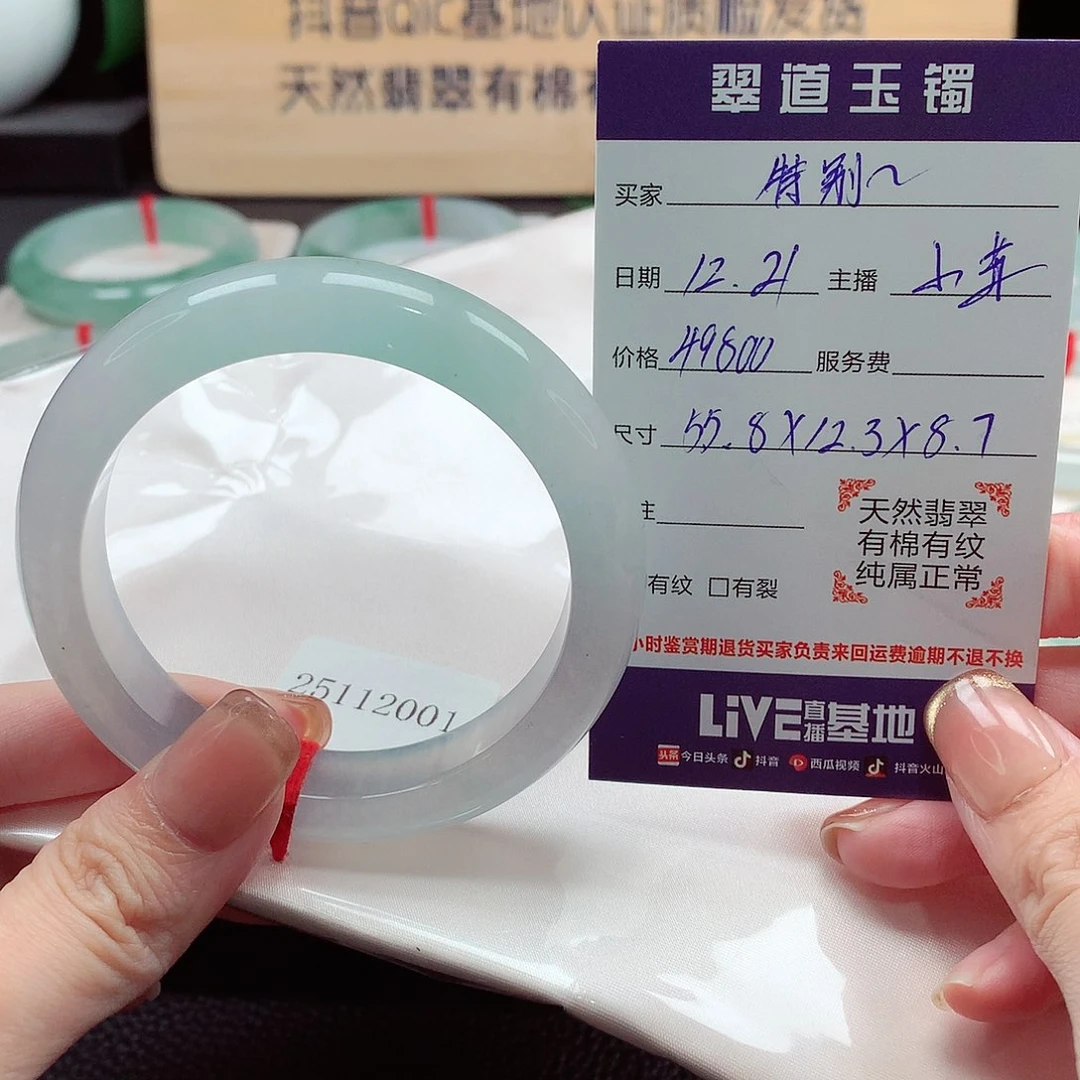 抖音QIC基地认证质检发货
天然翡翠有棉有
翠道玉镯
买家 特别~
日期 12.21 主播 小
价格 49800 服务费
尺寸 55.8X12.3X8.7
注
天然翡翠
有棉有纹
纯属正常
有纹 □有裂
小时鉴赏期退货买家负责来回运费逾期不退不换
LiVE直播基地
头条 今日头条 抖音 西瓜视频 抖音火山
25112001